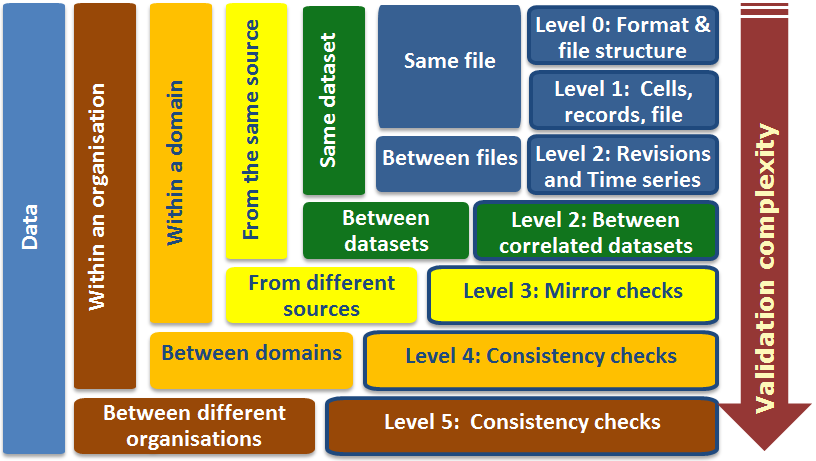 Data
Within an organisation
Within a domain
From the same source
Same dataset
Same file
Level 0: Format &
file structure
Level 1:  Cells,
records, file
Between files
Level 2: Revisions
and Time series
Between
datasets
Level 2: Between
correlated datasets
From different
sources
Level 3: Mirror checks
Between domains
Level 4: Consistency checks
Between different
organisations
Level 5:  Consistency checks
Validation complexity